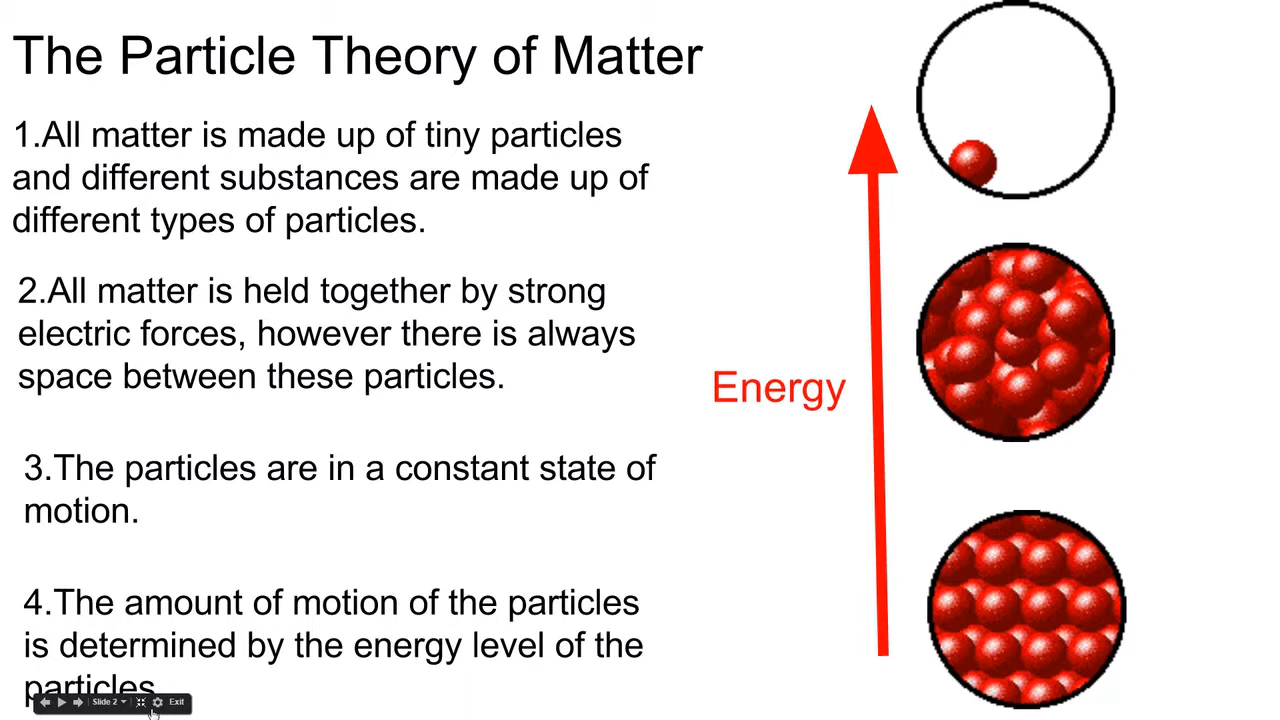 The Particle Theory of Matter
1.All matter is made up of tiny particles
and different substances are made up of
different types of particles.
2.All matter is held together by strong
electric forces, however there is always
space between these particles.
Energy
3.The particles are in a constant state of
motion.
4.The amount of motion of the particles
is determined by the energy level of the
particles
Slide 2
Exit